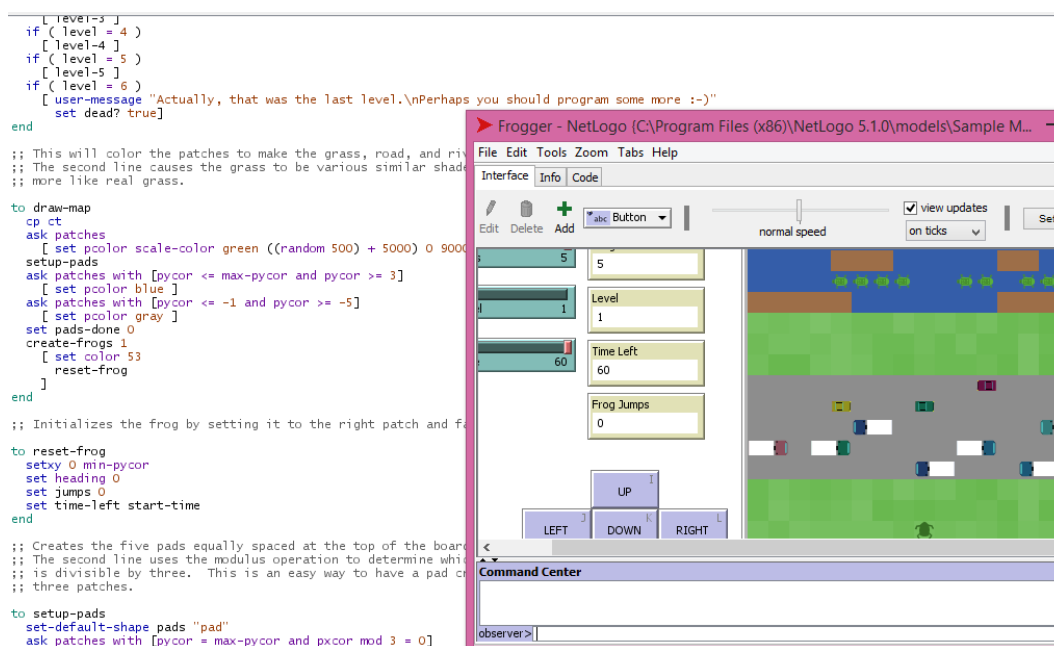 [ level-3 ]
if ( level = 4 )
[ level-4 ]
if ( level = 5 )
[ level-5 ]
if ( level = 6 )
[ user-message "Actually, that was the last level.\nPerhaps you should program some more :-)"
set dead? true]
end
;; This will color the patches to make the grass, road, and riv
;; The second line causes the grass to be various similar shade
;; more like real grass.
to draw-map
cp ct
ask patches
[ set pcolor scale-color green ((random 500) + 5000) 0 9000
setup-pads
ask patches with [pycor <= max-pycor and pycor >= 3]
[ set pcolor blue ]
ask patches with [pycor <= -1 and pycor >= -5]
[ set pcolor gray ]
set pads-done 0
create-frogs 1
[ set color 53
reset-frog
]
end
;; Initializes the frog by setting it to the right patch and fa
to reset-frog
setxy 0 min-pycor
set heading 0
set jumps 0
set time-left start-time
end
;; Creates the five pads equally spaced at the top of the board
;; The second line uses the modulus operation to determine whic
;; is divisible by three.  This is an easy way to have a pad cr
;; three patches.
to setup-pads
set-default-shape pads "pad"
ask patches with [pycor = max-pycor and pxcor mod 3 = 0]
Frogger - NetLogo {C:\Program Files (x86)\NetLogo 5.1.0\models\Sample M...
File Edit Tools Zoom Tabs Help
Interface Info Code
Edit Delete Add abc Button normal speed view updates on ticks Set
s 5
5
Level
1
l 1
Time Left
60
e 60
Frog Jumps
0
I
UP
J
LEFT
K
DOWN
L
RIGHT
Command Center
observer>